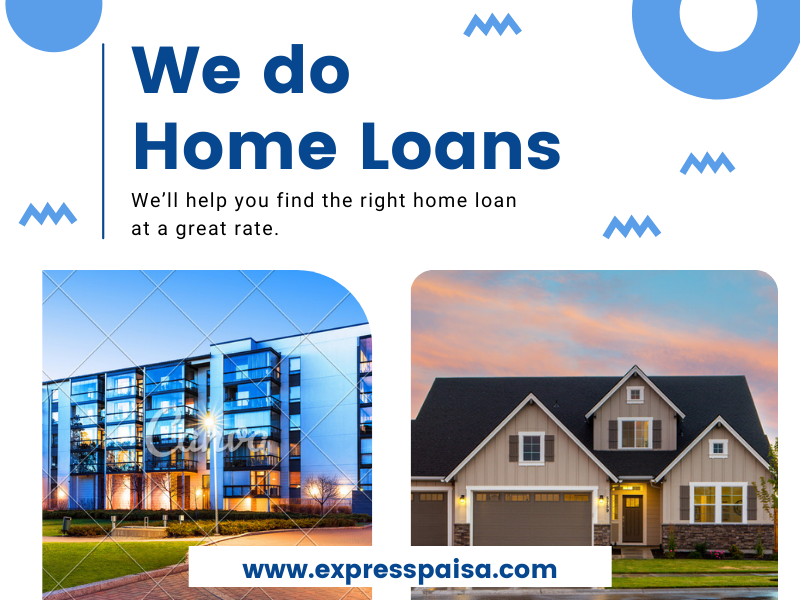 We do
Home Loans
We’ll help you find the right home loan
at a great rate.
Canva
www.expresspaisa.com